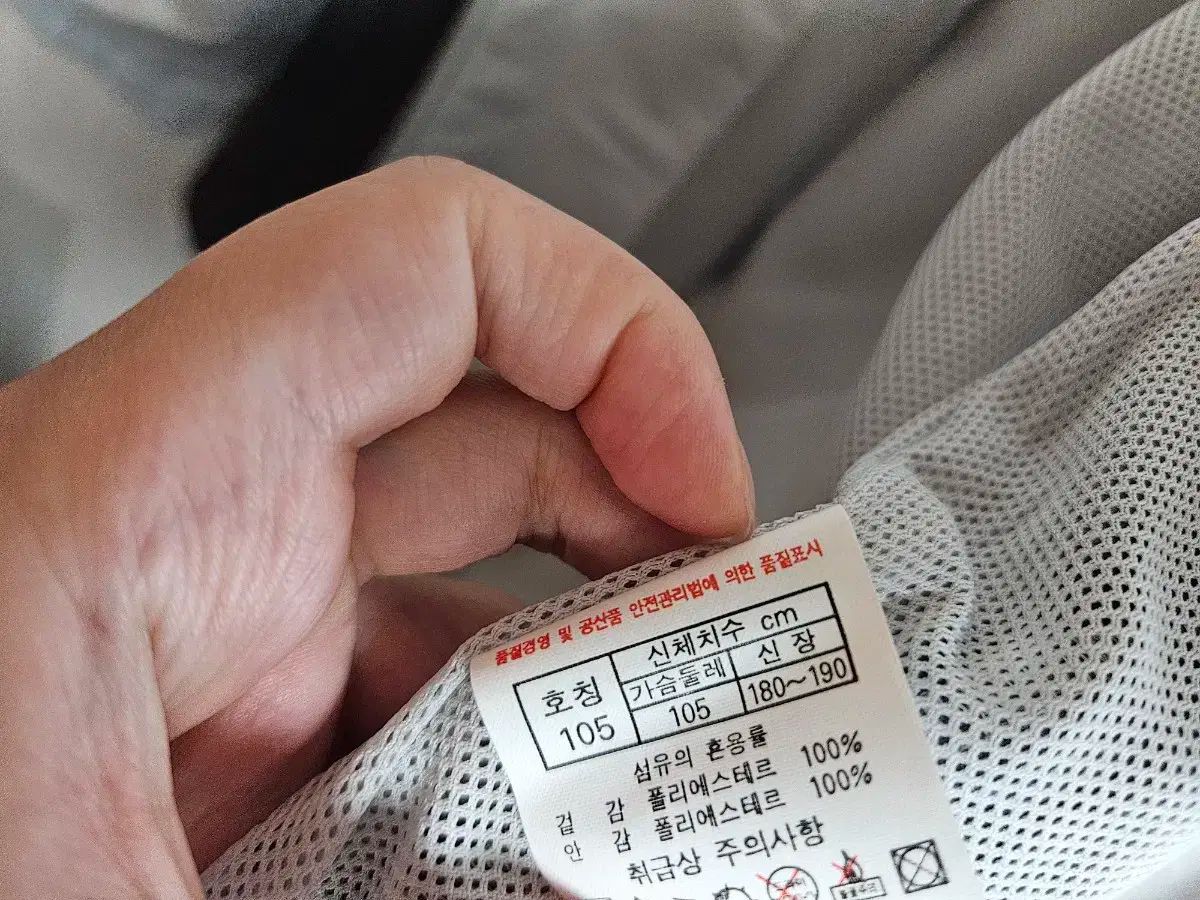 품질경영 및 공산품 안전관리법에 의한 품질표시
호칭
105
신체치수 cm
가슴둘레 신 장
105 180~190
섬유의 혼용률
겉 감 폴리에스테르 100%
안 감 폴리에스테르 100%
취급상 주의사항